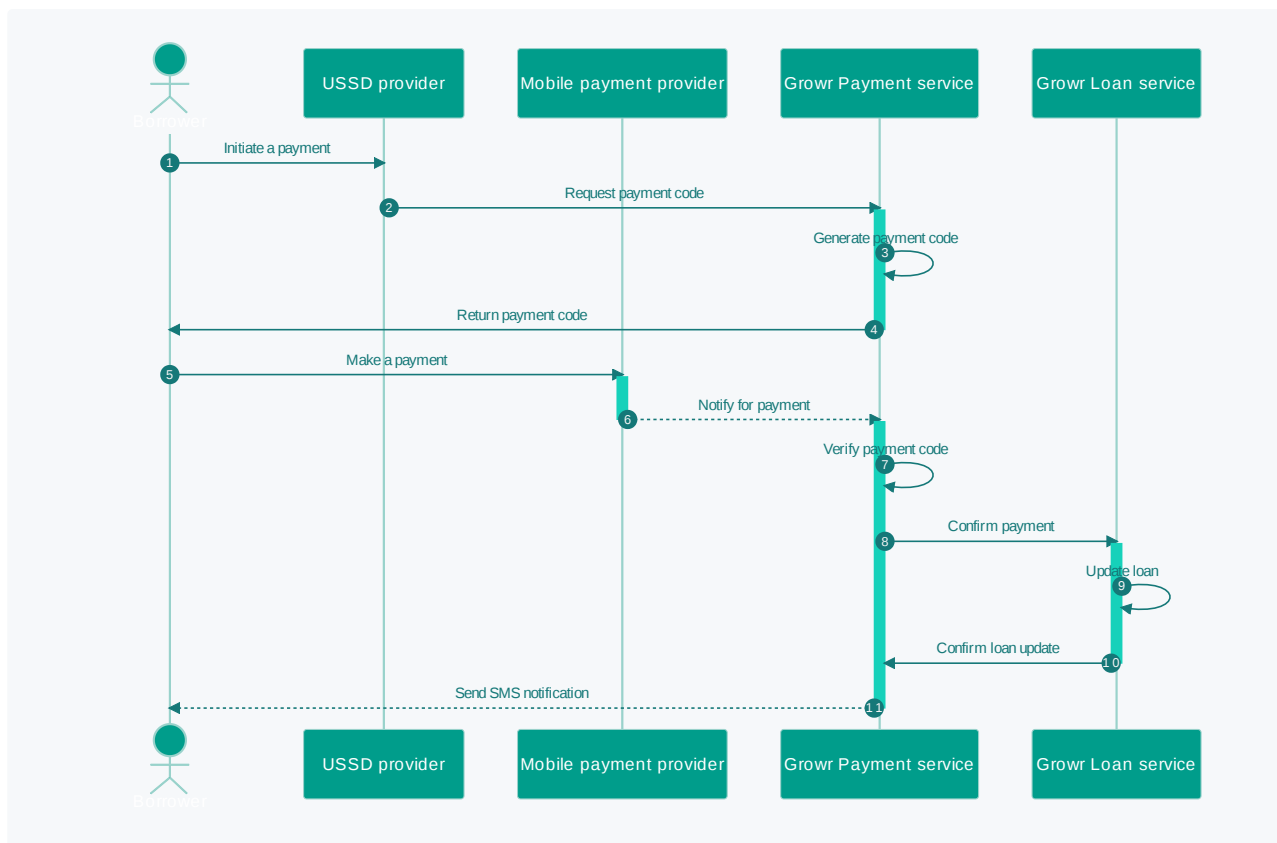 USSD provider
Mobile payment provider
Growr Payment service
Growr Loan service
Borrower
Initiate a payment
1
Request payment code
2
Generate payment code
3
Return payment code
4
Make a payment
5
Notify for payment
6
Verify payment code
7
Confirm payment
8
Update loan
9
Confirm loan update
10
Send SMS notification
11
USSD provider
Mobile payment provider
Growr Payment service
Growr Loan service
Borrower